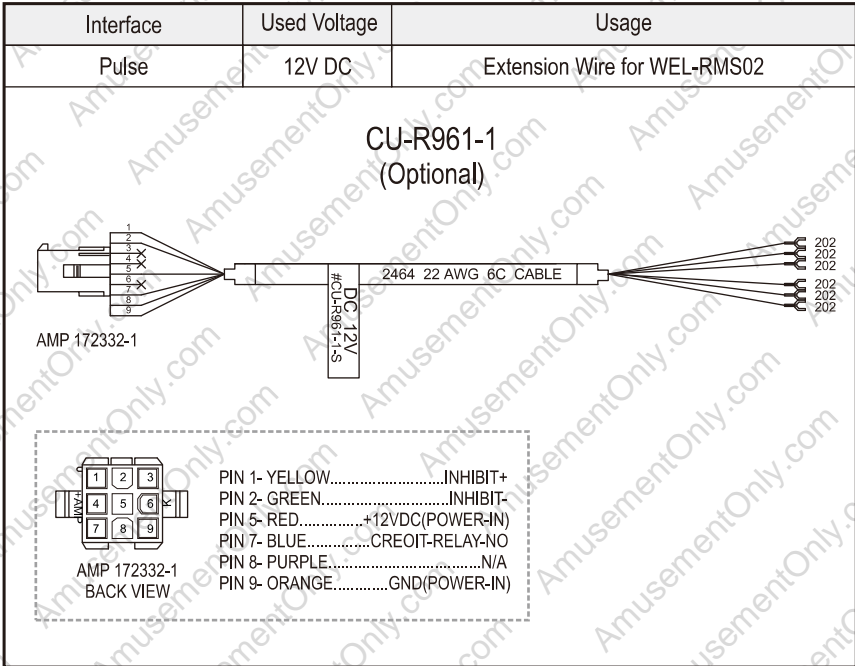 Interface Used Voltage Usage
Pulse 12V DC Extension Wire for WEL-RMS02
CU-R961-1
(Optional)
1
2
3
4
5
6
7
8
9
AMP 172332-1
DC 12V
#CU-R961-1-S
2464 22 AWG 6C CABLE
202
202
202
202
202
202
1 2 3
4 5 6
7 8 9
+AMP
K
AMP 172332-1
BACK VIEW
PIN 1- YELLOW......................INHIBIT+
PIN 2- GREEN........................INHIBIT-
PIN 5- RED............+12VDC(POWER-IN)
PIN 7- BLUE............CREOIT-RELAY-NO
PIN 8- PURPLE.............................N/A
PIN 9- ORANGE............GND(POWER-IN)
AmusementOnly.com